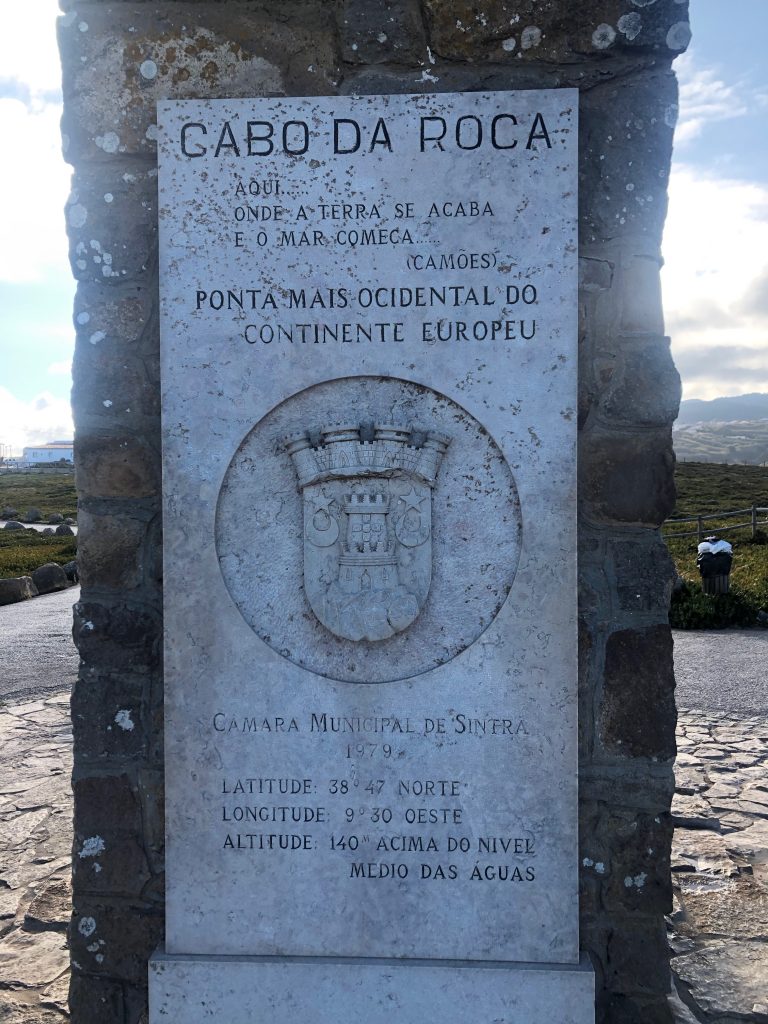 CABO DA ROCA
AQUI.....
ONDE A TERRA SE ACABA
E O MAR COMEÇA.....
(CAMÕES)
PONTA MAIS OCIDENTAL DO
CONTINENTE EUROPEU
CÂMARA MUNICIPAL DE SINTRA
1979
LATITUDE: 38° 47 NORTE
LONGITUDE: 9° 30 OESTE
ALTITUDE: 140ᵐ ACIMA DO NIVEL
MEDIO DAS ÁGUAS